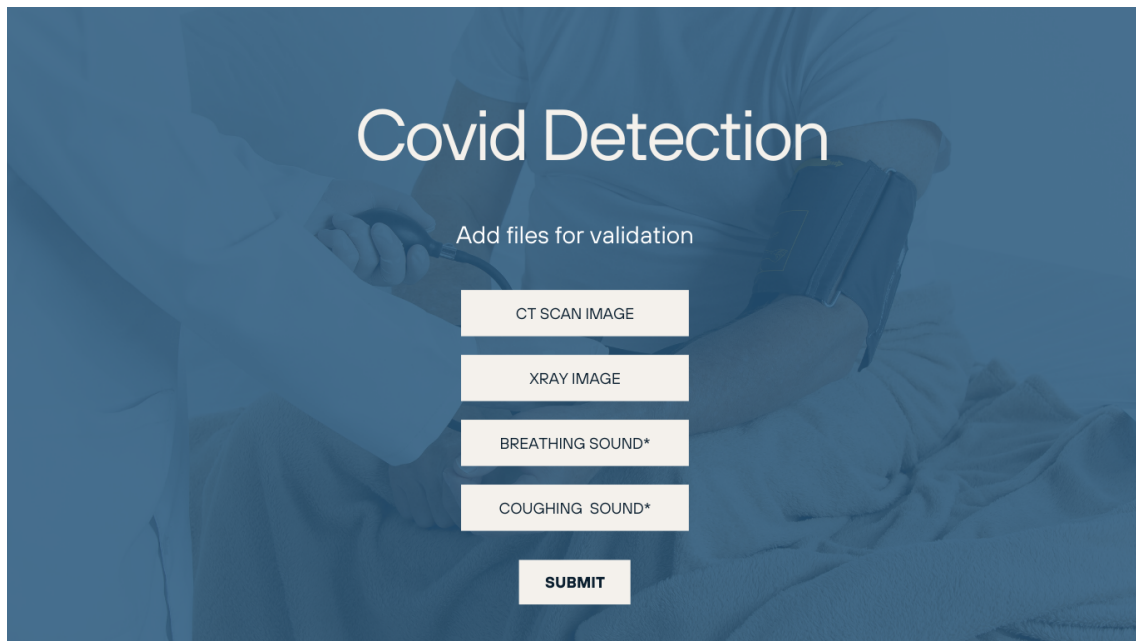 Covid Detection
Add files for validation
CT SCAN IMAGE
XRAY IMAGE
BREATHING SOUND*
COUGHING SOUND*
SUBMIT